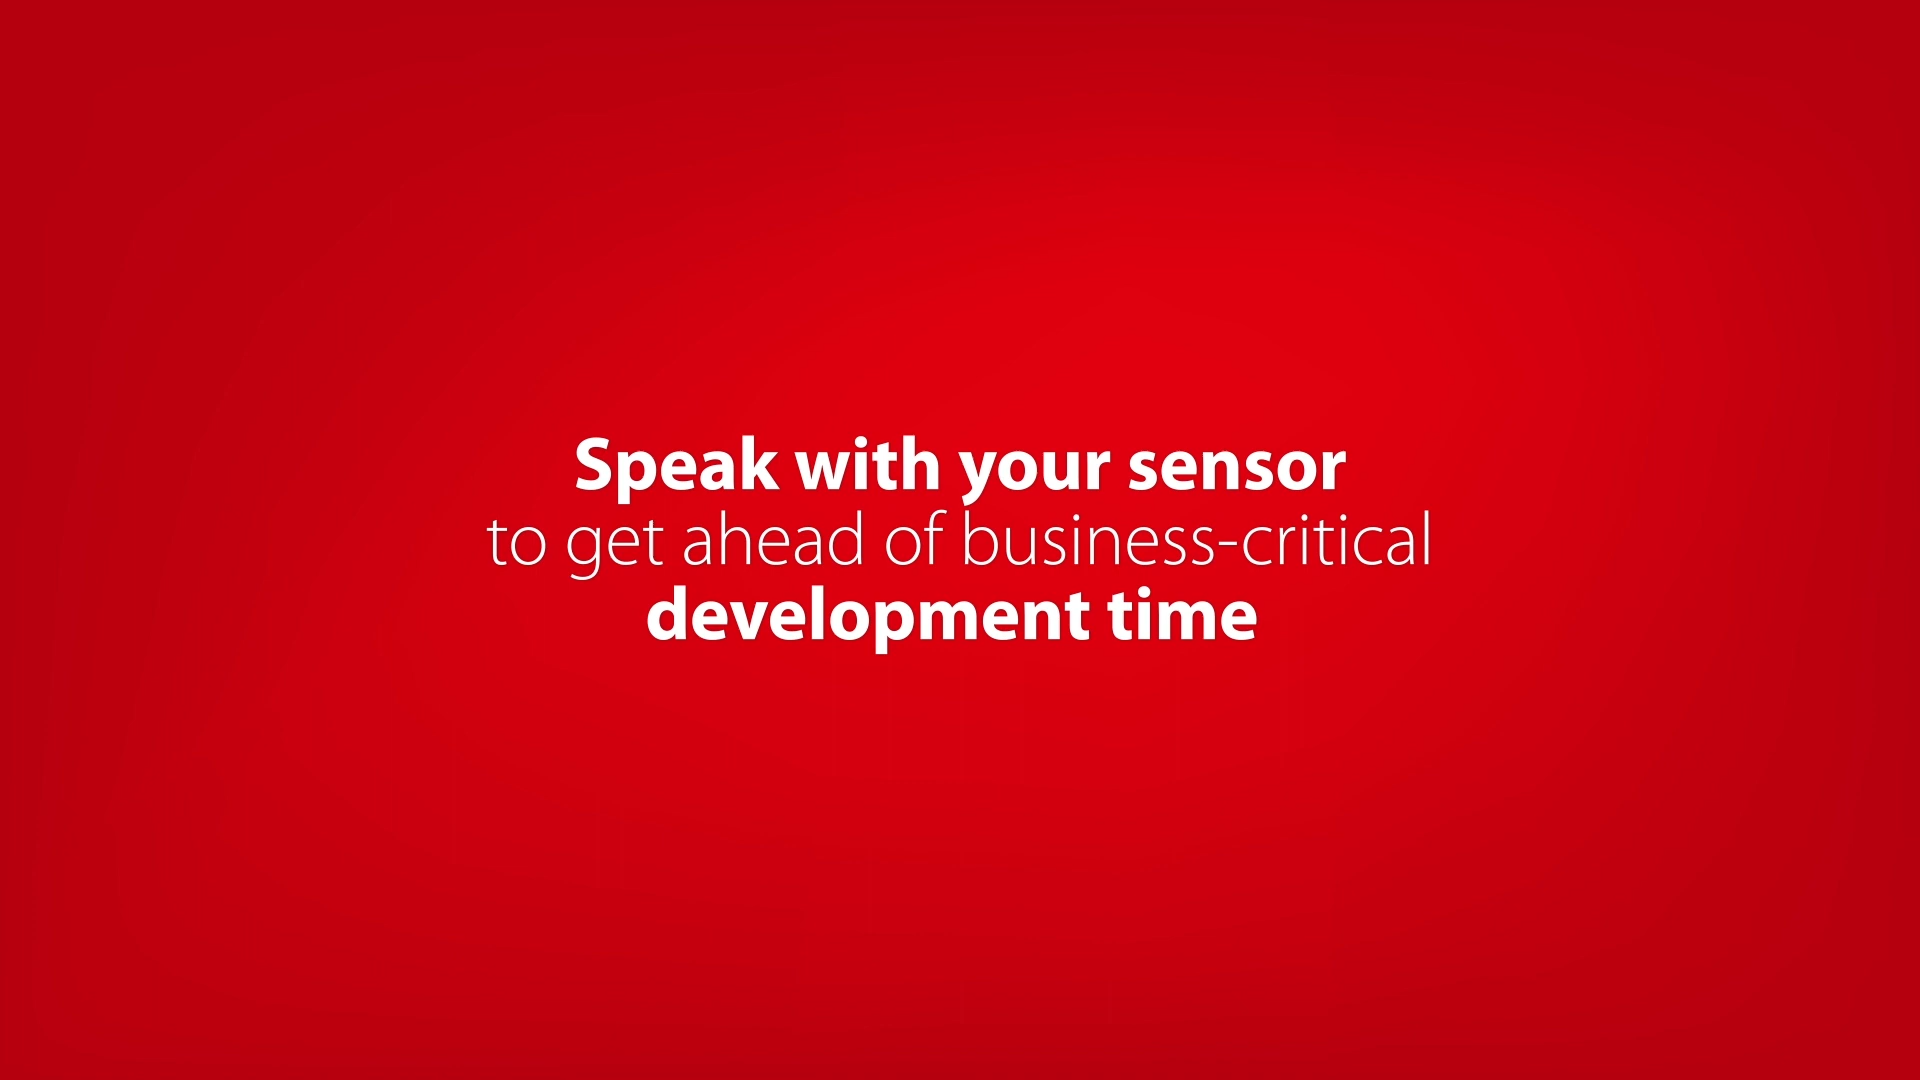 Speak with your sensor
to get ahead of business-critical
development time